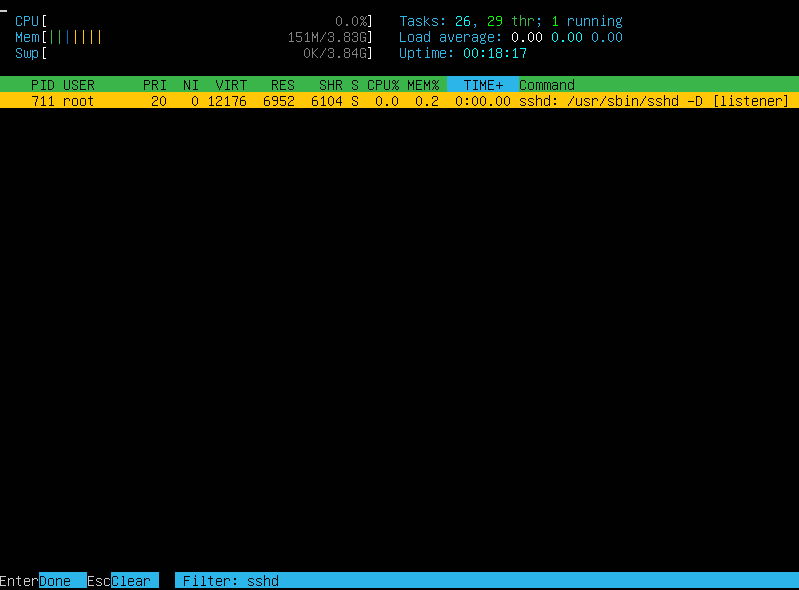 CPU[ 0.0%] Tasks: 26, 29 thr; 1 running
Mem[||||||| 151M/3.83G] Load average: 0.00 0.00 0.00
Swp[ 0K/3.84G] Uptime: 00:18:17
PID USER PRI NI VIRT RES SHR S CPU% MEM% TIME+ Command
711 root 20 0 12176 6952 6104 S 0.0 0.2 0:00.00 sshd: /usr/sbin/sshd -D [listener]
EnterDone EscClear Filter: sshd